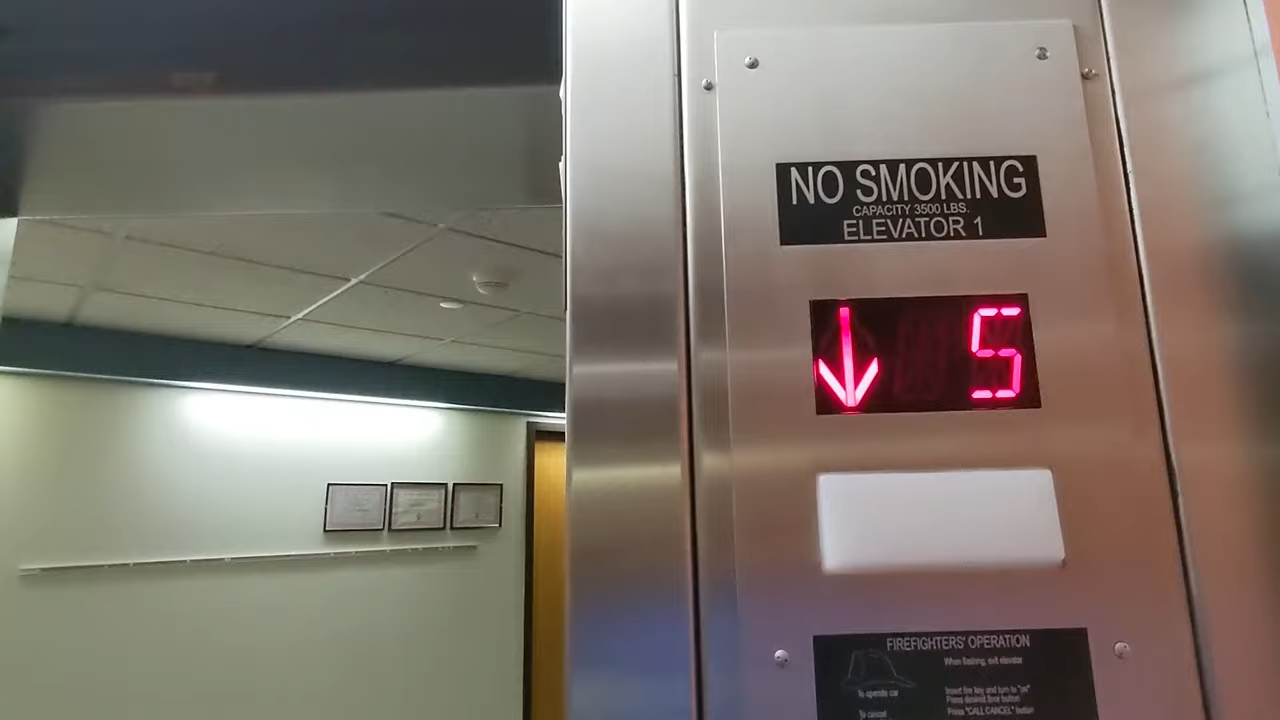 NO SMOKING
CAPACITY 3500 LBS.
ELEVATOR 1
5
FIREFIGHTERS' OPERATION
When flashing, exit elevator
To operate car
Insert fire key and turn to "on"
Press desired floor button
To cancel
Press "CALL CANCEL" button